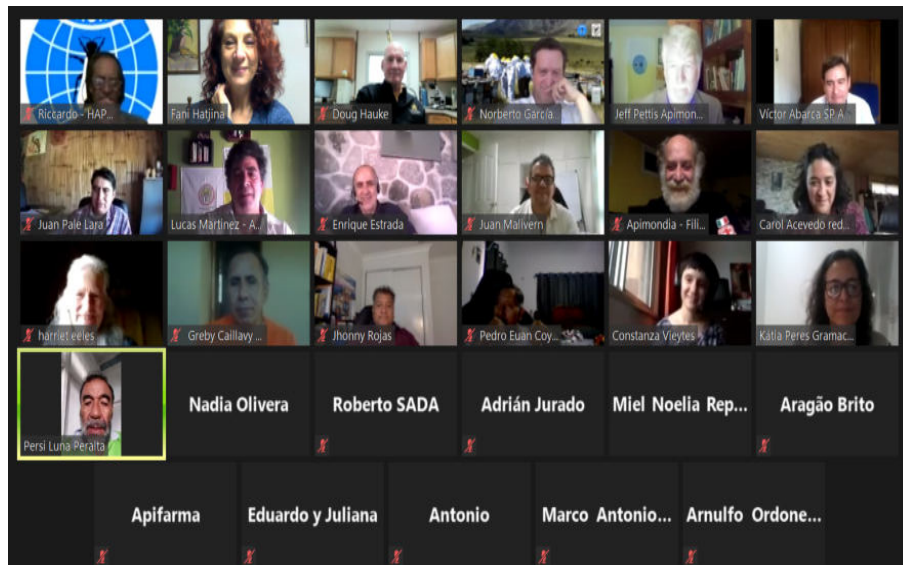 Riccardo - HAP...
Fani Hatjina
Doug Hauke
Norberto García...
Jeff Pettis Apimon...
Víctor Abarca SP A...
Juan Pale Lara
Lucas Martinez - A...
Enrique Estrada
Juan Malivern
Apimondia - Fili...
Carol Acevedo red...
harriet eeles
Greby Caillavy ...
Jhonny Rojas
Pedro Euan Coy...
Constanza Vieytes
Kátia Peres Gramac...
Persi Luna Peralta
Nadia Olivera
Roberto SADA
Adrián Jurado
Miel Noelia Rep...
Aragão Brito
Apifarma
Eduardo y Juliana
Antonio
Marco Antonio...
Arnulfo Ordone...